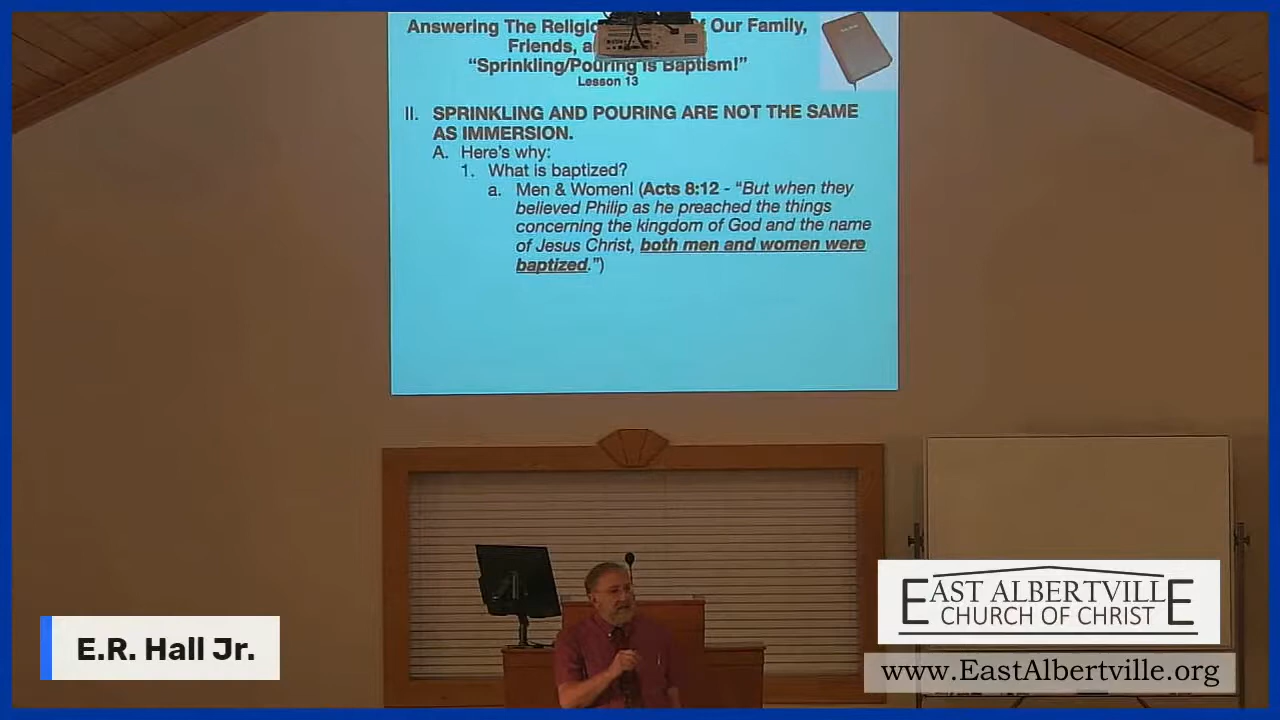 Answering The Our Family,
Friends,
“Sprinkling/Pouring is Baptism!”
Lesson 13
II. SPRINKLING AND POURING ARE NOT THE SAME
AS IMMERSION.
A. Here's why:
1. What is baptized?
a. Men & Women! (Acts 8:12 - “But when they
believed Philip as he preached the things
concerning the kingdom of God and the name
of Jesus Christ, both men and women were
baptized.”)
E.R. Hall Jr.
EAST ALBERTVILLE
CHURCH OF CHRIST
www.EastAlbertville.org